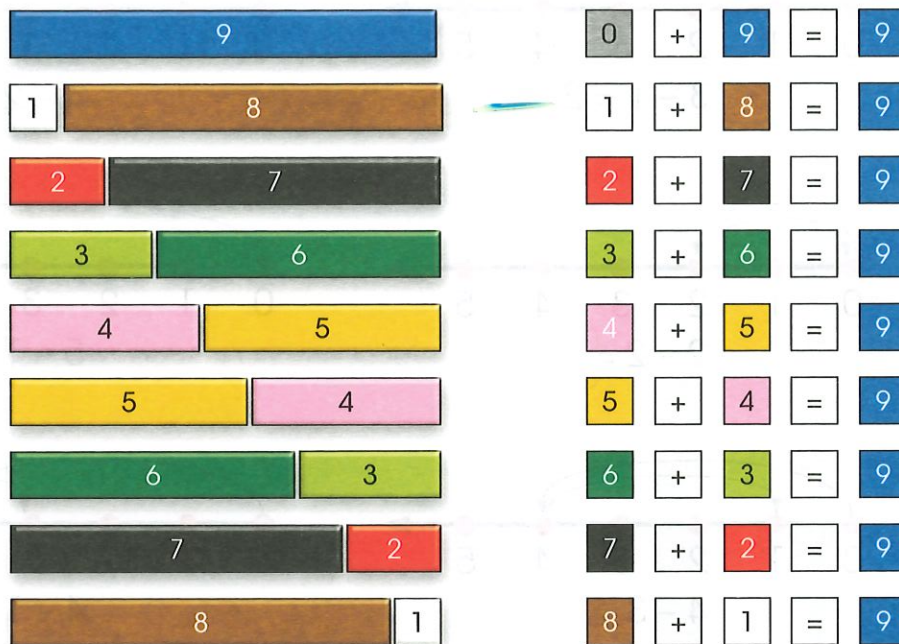 9 0 + 9 = 9
1 8 1 + 8 = 9
2 7 2 + 7 = 9
3 6 3 + 6 = 9
4 5 4 + 5 = 9
5 4 5 + 4 = 9
6 3 6 + 3 = 9
7 2 7 + 2 = 9
8 1 8 + 1 = 9